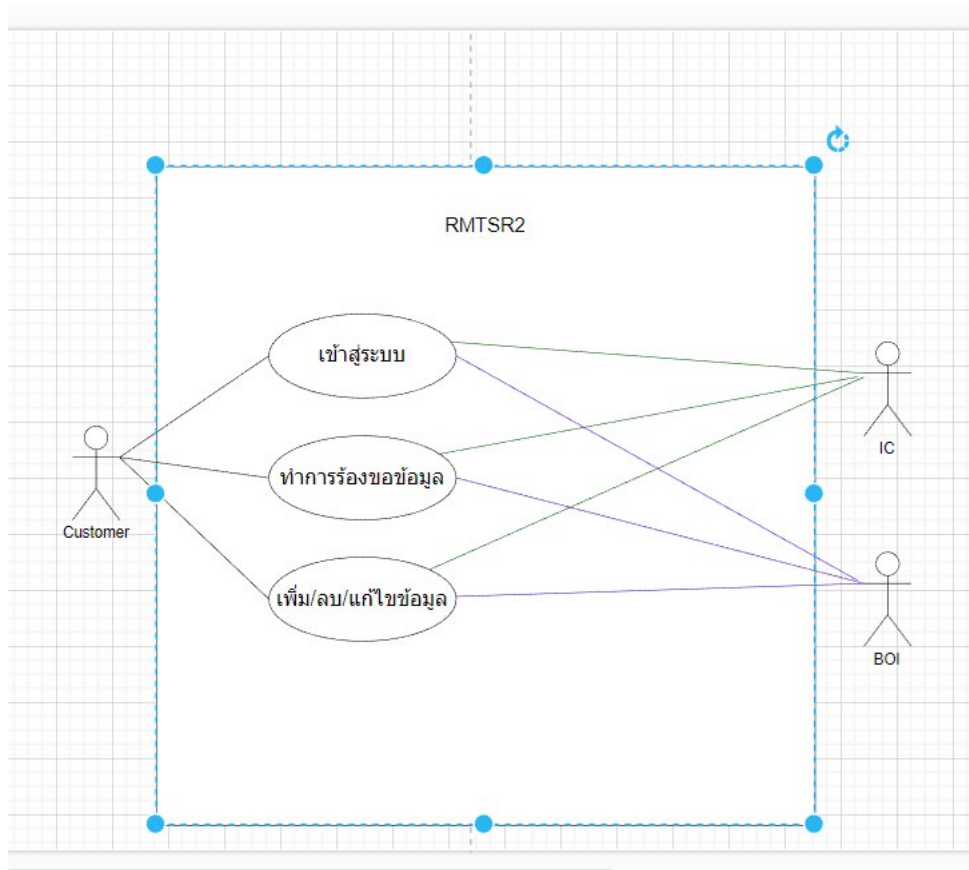 RMTSR2
เข้าสู่ระบบ
ทำการร้องขอข้อมูล
เพิ่ม/ลบ/แก้ไขข้อมูล
Customer
IC
BOI